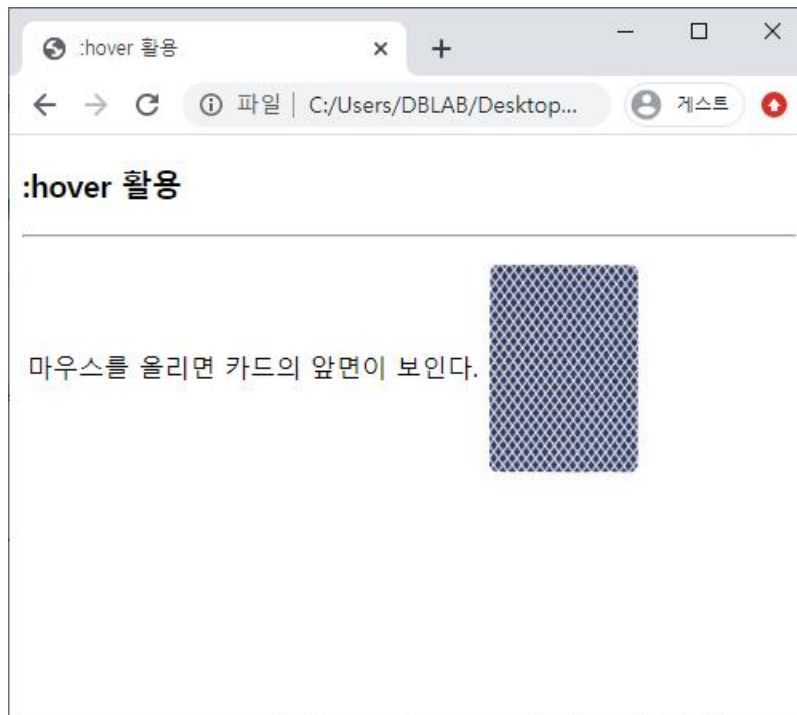 :hover 활용
파일 | C:/Users/DBLAB/Desktop...
게스트
:hover 활용
마우스를 올리면 카드의 앞면이 보인다.